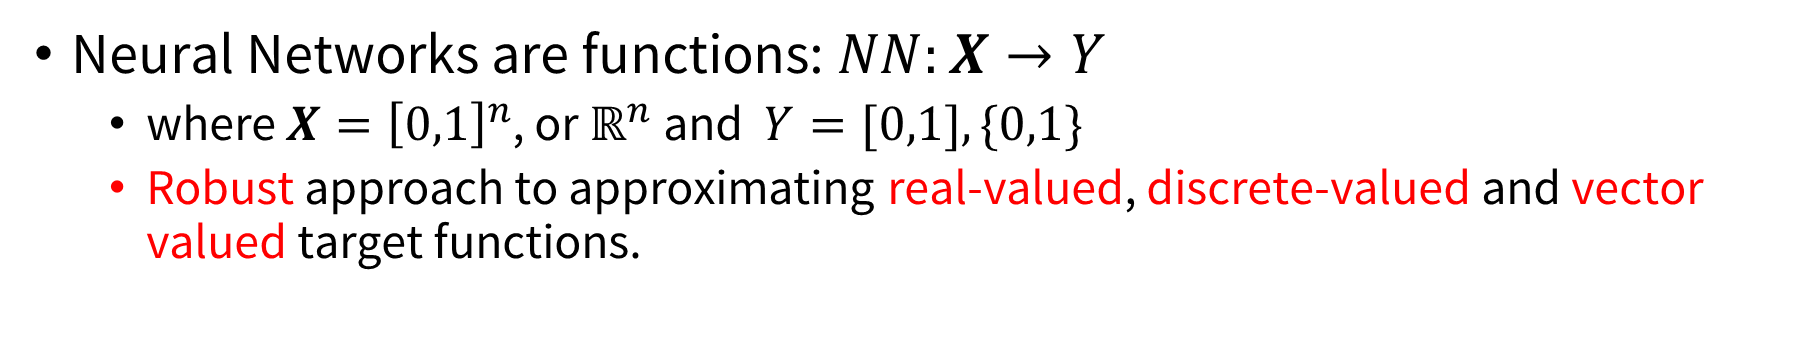 • Neural Networks are functions: 𝑁𝑁: 𝑿 → 𝑌
• where 𝑿 = [0,1]ⁿ, or ℝⁿ and 𝑌 = [0,1], {0,1}
• Robust approach to approximating real-valued, discrete-valued and vector
valued target functions.